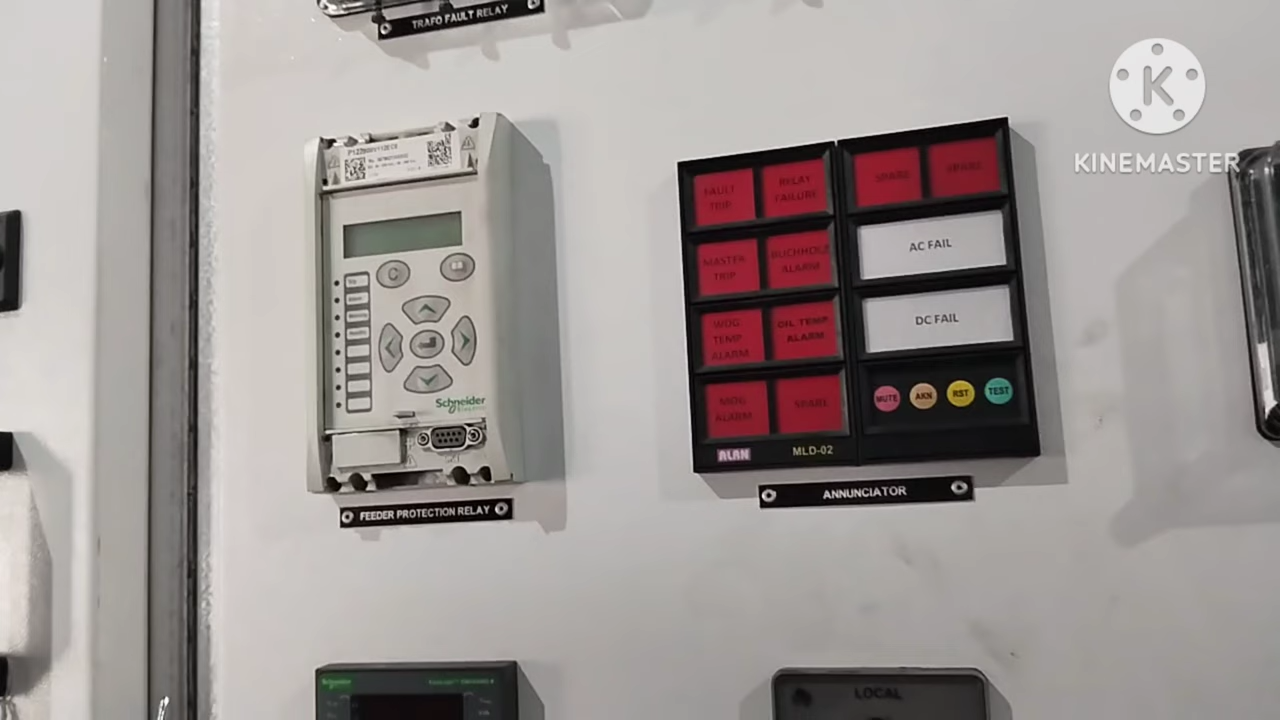 TRAFO FAULT RELAY
KINEMASTER
Schneider
Electric
FEEDER PROTECTION RELAY
FAULT TRIP
RELAY FAILURE
MASTER TRIP
BUCHHOLZ ALARM
WDG TEMP ALARM
OIL TEMP ALARM
MOG ALARM
SPARE
SPARE
SPARE
AC FAIL
DC FAIL
MUTE
AKN
RST
TEST
ALAN
MLD-02
ANNUNCIATOR
Schneider
LOCAL